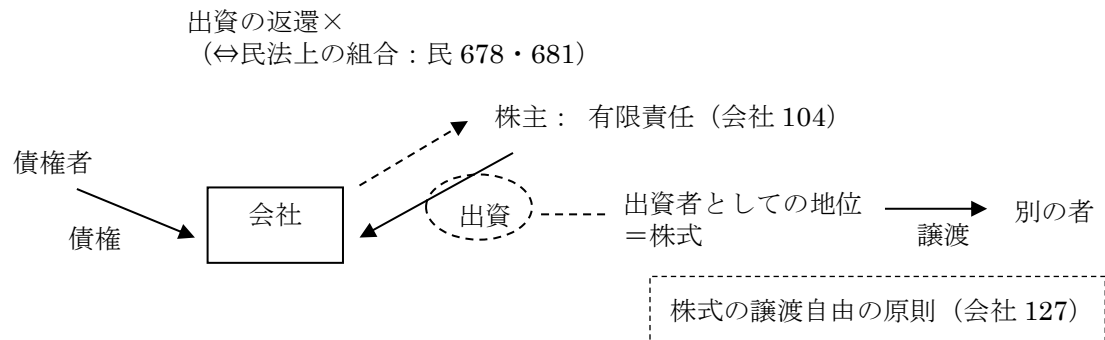 出資の返還×
（⇔民法上の組合：民 678・681）
株主： 有限責任（会社 104）
債権者
会社
債権
出資
出資者としての地位
＝株式
譲渡
別の者
株式の譲渡自由の原則（会社 127）